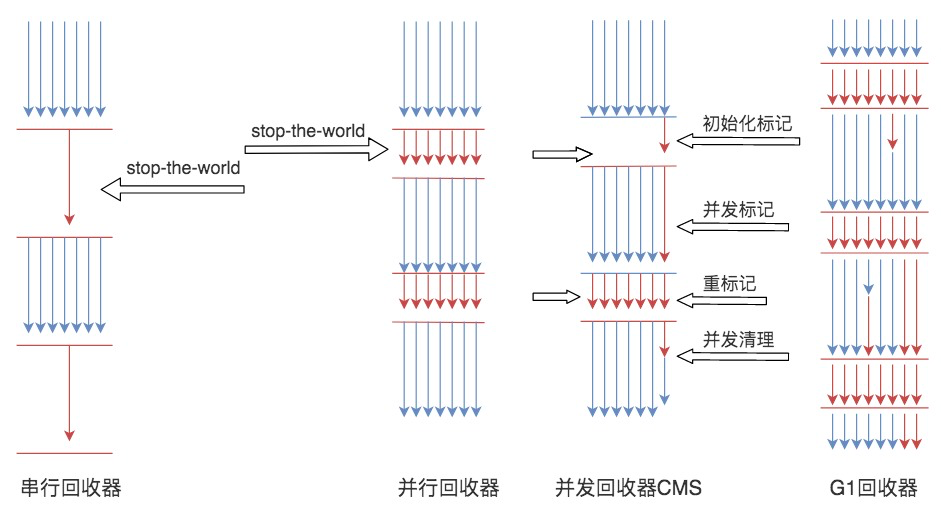 stop-the-world
stop-the-world
初始化标记
并发标记
重标记
并发清理
串行回收器
并行回收器
并发回收器CMS
G1回收器